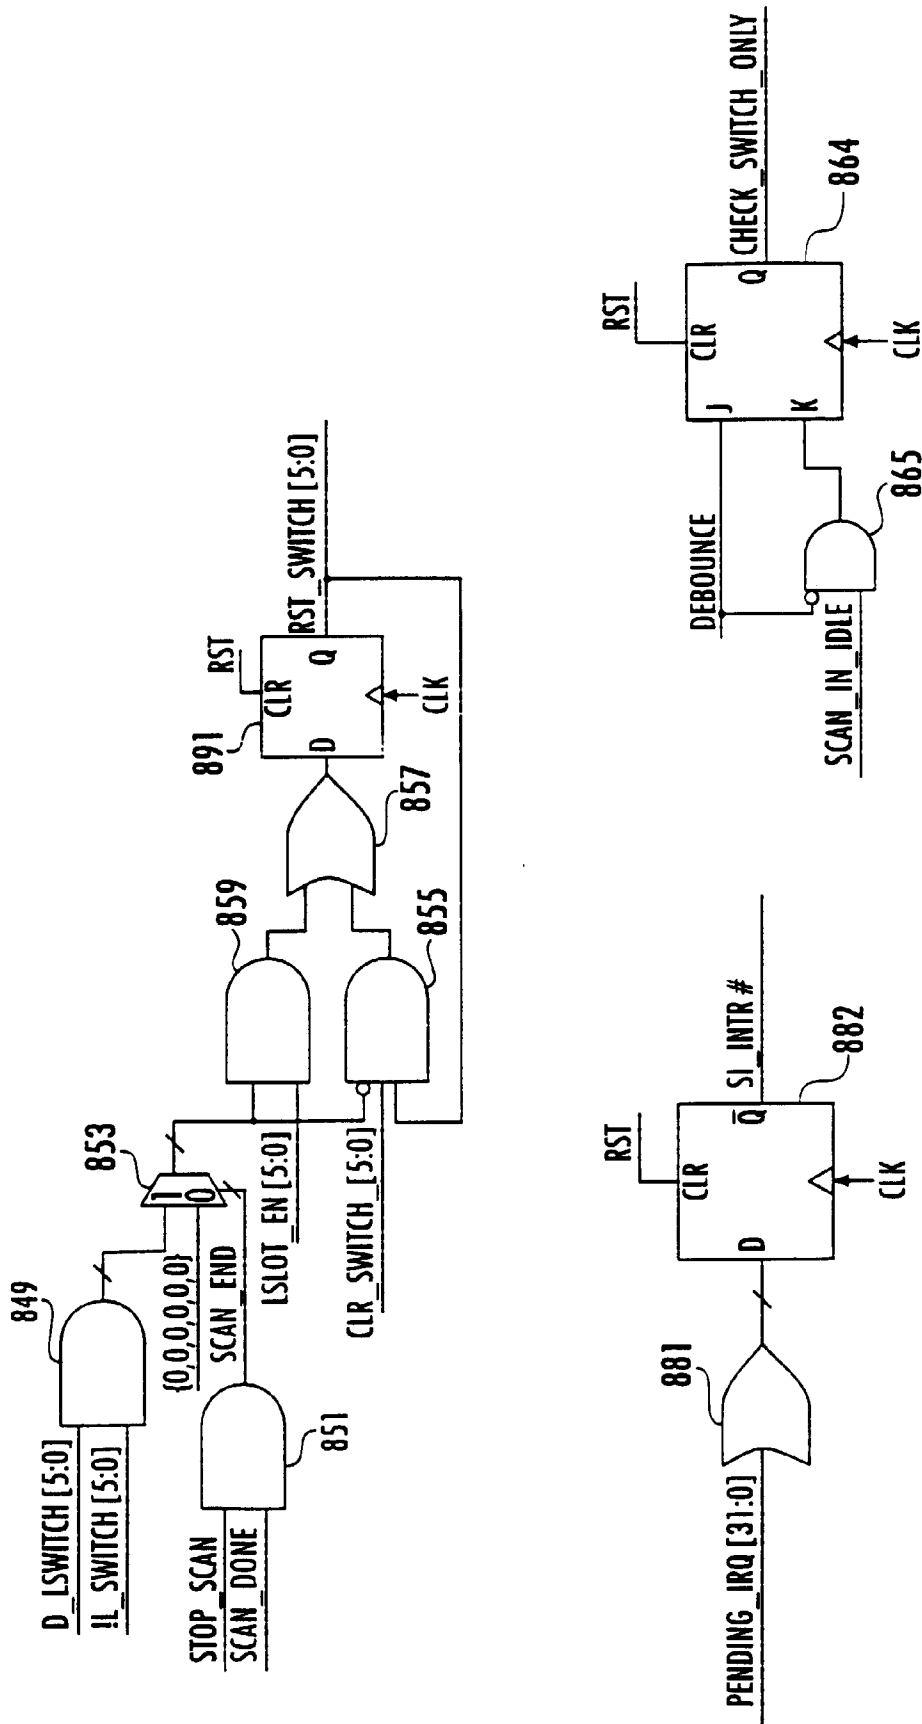 D_LSWITCH [5:0]
!L_SWITCH [5:0]
849
STOP_SCAN
SCAN_DONE
851
{0,0,0,0,0,0}
SCAN_END
853
1
0
LSLOT_EN [5:0]
CLR_SWITCH_[5:0]
859
855
857
891
RST
CLR
D
Q
CLK
RST_SWITCH [5:0]
PENDING_IRQ [31:0]
881
RST
CLR
D
Q
CLK
SI_INTR#
882
DEBOUNCE
SCAN_IN_IDLE
865
RST
CLR
J
K
Q
CLK
CHECK_SWITCH_ONLY
864